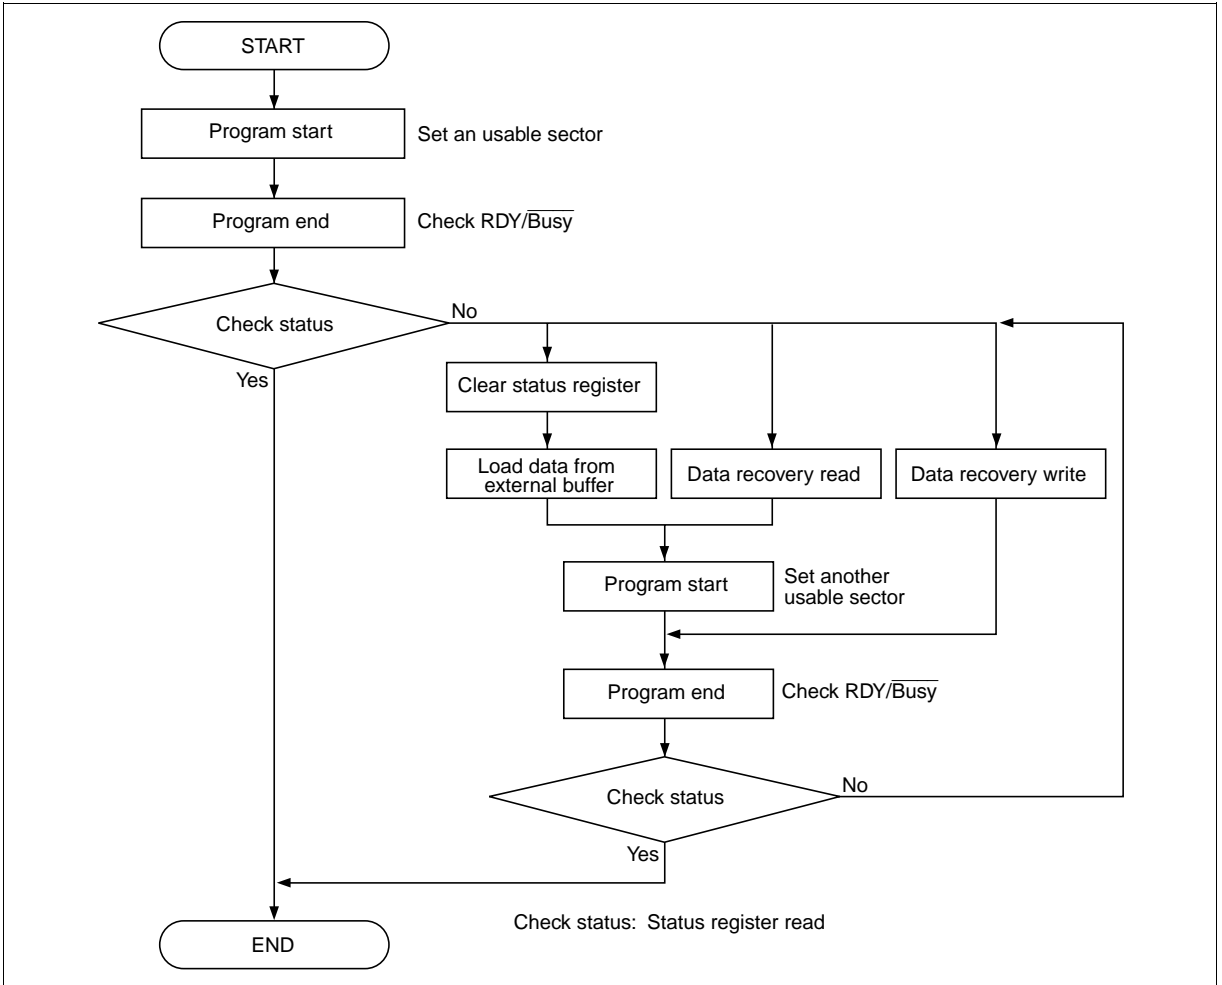 START
Program start
Set an usable sector
Program end
Check RDY/B̅u̅s̅y̅
Check status
No
Yes
Clear status register
Load data from
external buffer
Data recovery read
Data recovery write
Program start
Set another
usable sector
Program end
Check RDY/B̅u̅s̅y̅
Check status
No
Yes
Check status: Status register read
END